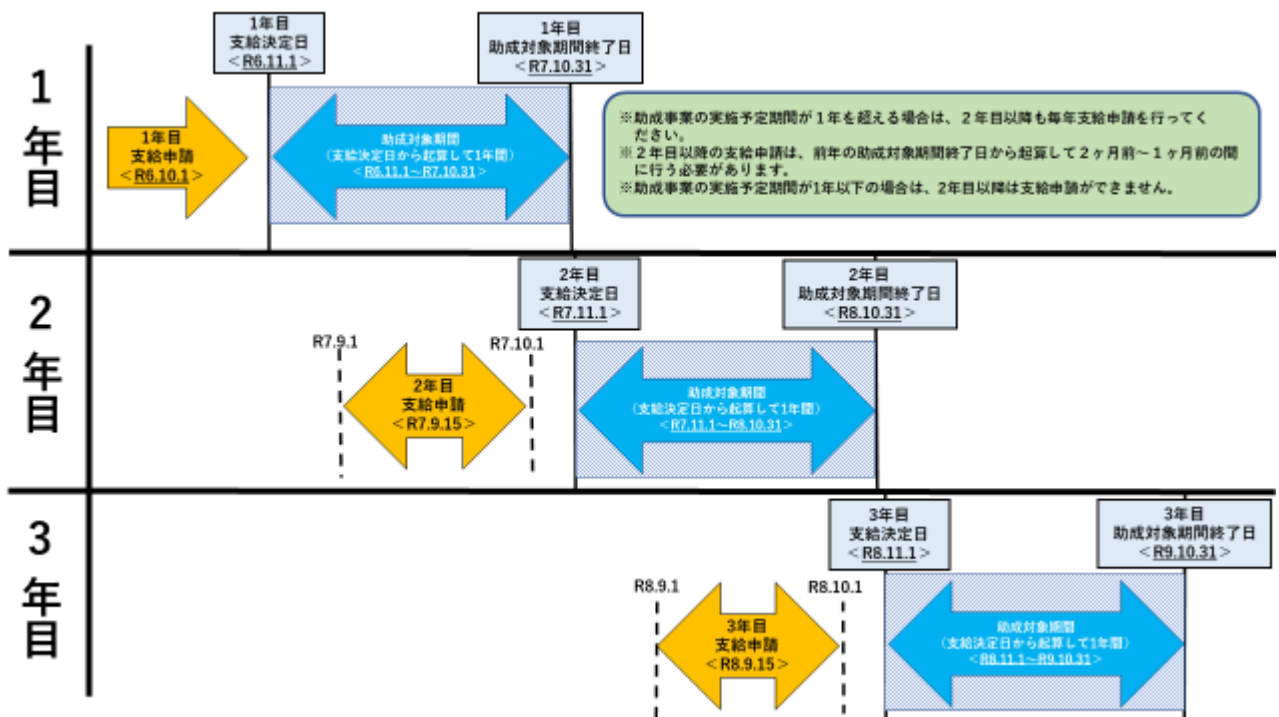 1年目
1年目
支給決定日
<R6.11.1>
1年目
助成対象期間終了日
<R7.10.31>
1年目
支給申請
<R6.10.1>
助成対象期間
(支給決定日から起算して1年間)
<R6.11.1~R7.10.31>
※助成事業の実施予定期間が1年を超える場合は、2年目以降も毎年支給申請を行ってく
ださい。
※2年目以降の支給申請は、前年の助成対象期間終了日から起算して2ヶ月前~1ヶ月前の間
に行う必要があります。
※助成事業の実施予定期間が1年以下の場合は、2年目以降は支給申請ができません。
2年目
2年目
支給決定日
<R7.11.1>
2年目
助成対象期間終了日
<R8.10.31>
R7.9.1
R7.10.1
2年目
支給申請
<R7.9.15>
助成対象期間
(支給決定日から起算して1年間)
<R7.11.1~R8.10.31>
3年目
3年目
支給決定日
<R8.11.1>
3年目
助成対象期間終了日
<R9.10.31>
R8.9.1
R8.10.1
3年目
支給申請
<R8.9.15>
助成対象期間
(支給決定日から起算して1年間)
<R8.11.1~R9.10.31>